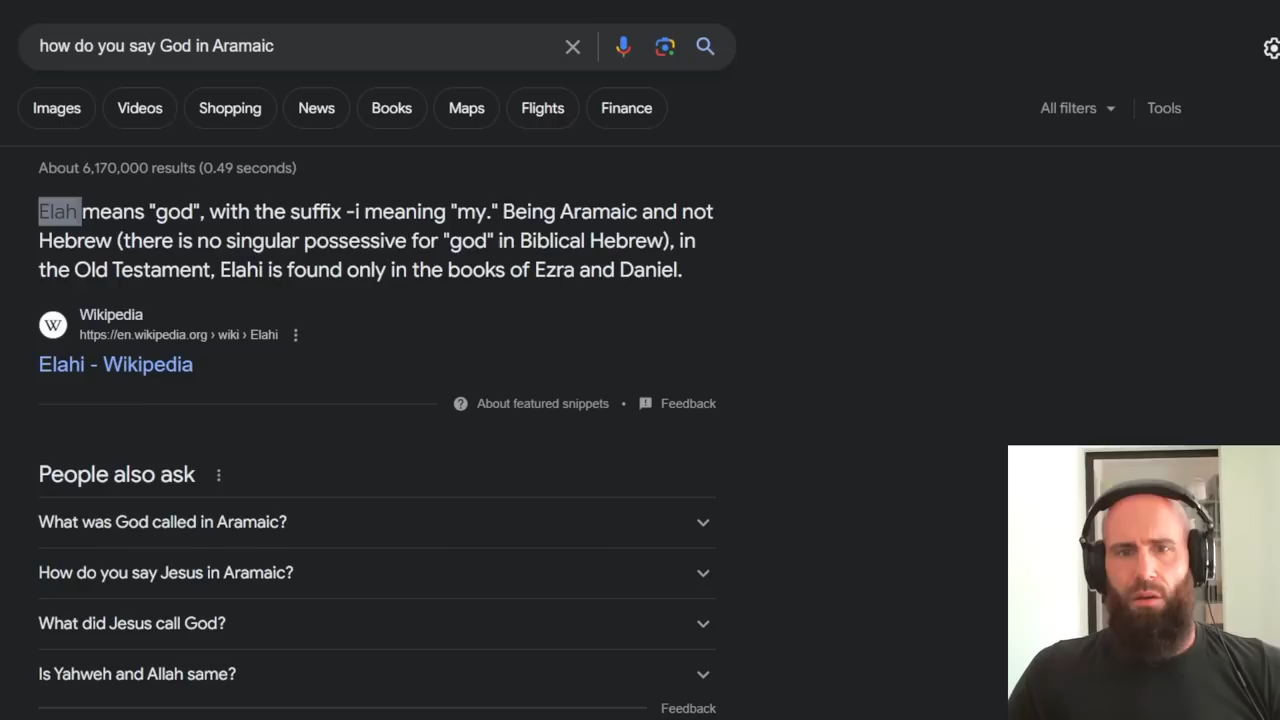 how do you say God in Aramaic
Images
Videos
Shopping
News
Books
Maps
Flights
Finance
All filters
Tools
About 6,170,000 results (0.49 seconds)
Elah means "god", with the suffix -i meaning "my." Being Aramaic and not
Hebrew (there is no singular possessive for "god" in Biblical Hebrew), in
the Old Testament, Elahi is found only in the books of Ezra and Daniel.
W
Wikipedia
https://en.wikipedia.org › wiki › Elahi
Elahi - Wikipedia
About featured snippets • Feedback
People also ask
What was God called in Aramaic?
How do you say Jesus in Aramaic?
What did Jesus call God?
Is Yahweh and Allah same?
Feedback